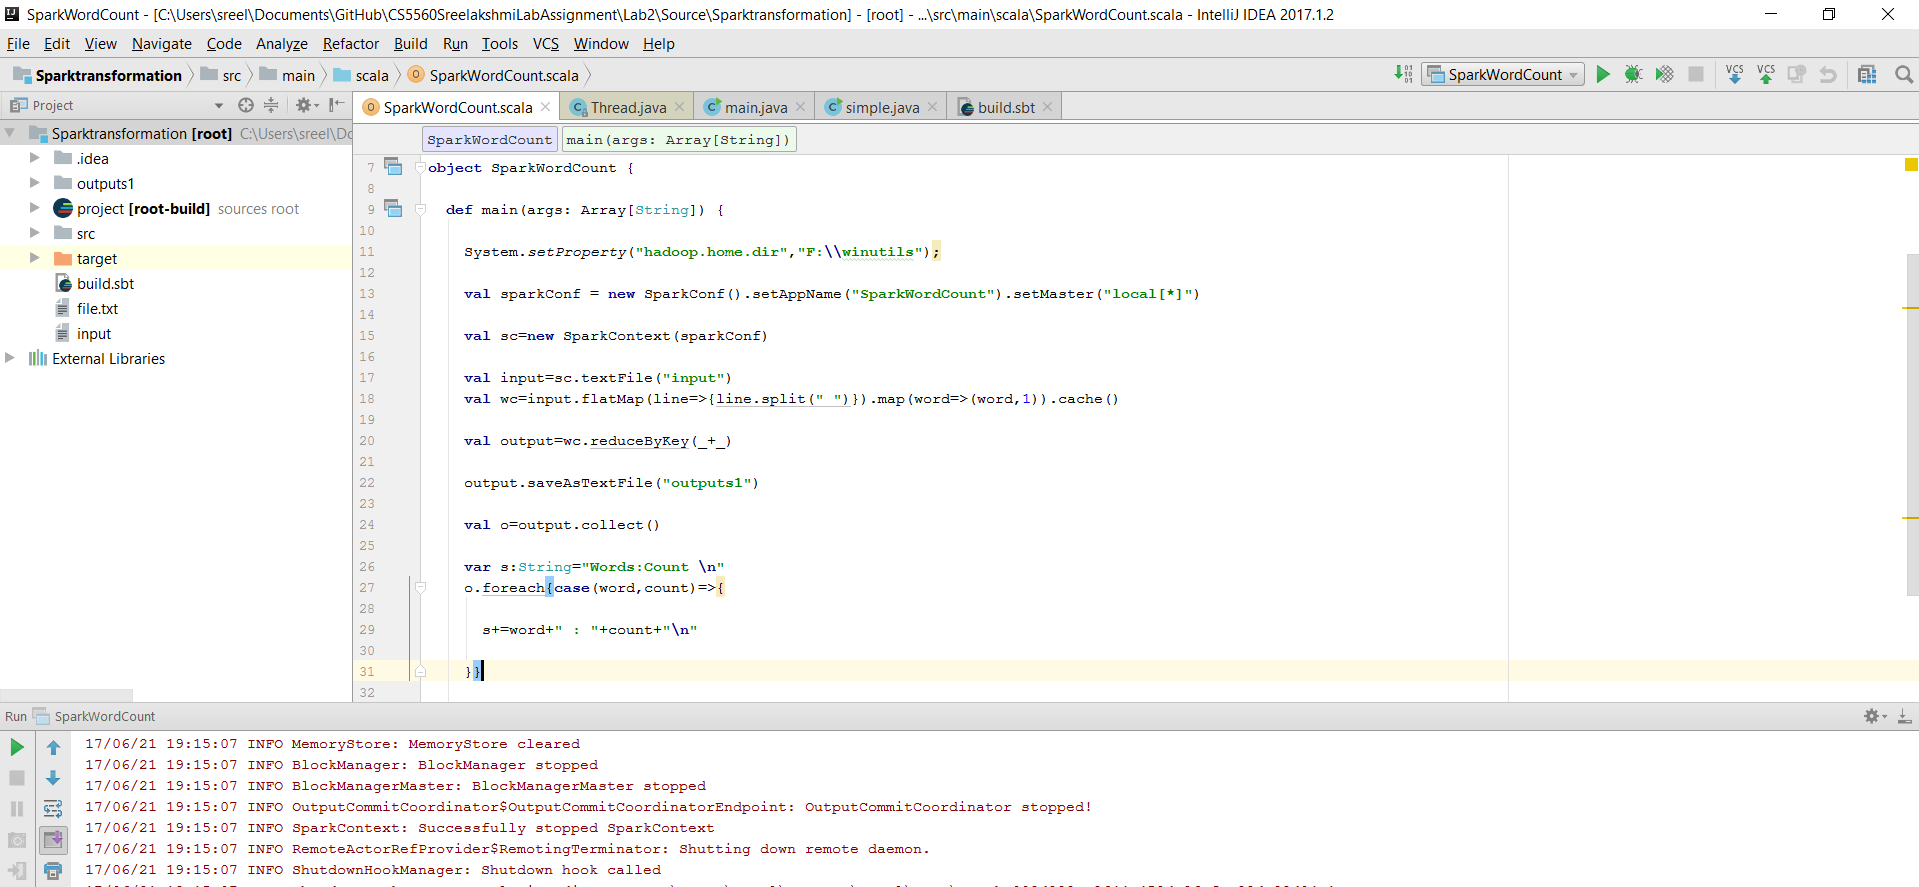 SparkWordCount - [C:\Users\sreel\Documents\GitHub\CS5560SreelakshmiLabAssignment\Lab2\Source\Sparktransformation] - [root] - ...\src\main\scala\SparkWordCount.scala - IntelliJ IDEA 2017.1.2
File Edit View Navigate Code Analyze Refactor Build Run Tools VCS Window Help
Sparktransformation src main scala SparkWordCount.scala SparkWordCount VCS VCS
Project SparkWordCount.scala Thread.java main.java simple.java build.sbt
Sparktransformation [root] C:\Users\sreel\Do
.idea
outputs1
project [root-build] sources root
src
target
build.sbt
file.txt
input
External Libraries
SparkWordCount main(args: Array[String])
7 object SparkWordCount {
8
9 def main(args: Array[String]) {
10
11 System.setProperty("hadoop.home.dir","F:\\winutils");
12
13 val sparkConf = new SparkConf().setAppName("SparkWordCount").setMaster("local[*]")
14
15 val sc=new SparkContext(sparkConf)
16
17 val input=sc.textFile("input")
18 val wc=input.flatMap(line=>{line.split(" ")}).map(word=>(word,1)).cache()
19
20 val output=wc.reduceByKey(_+_)
21
22 output.saveAsTextFile("outputs1")
23
24 val o=output.collect()
25
26 var s:String="Words:Count \n"
27 o.foreach{case(word,count)=>{
28
29 s+=word+" : "+count+"\n"
30
31 }}
32
Run SparkWordCount
17/06/21 19:15:07 INFO MemoryStore: MemoryStore cleared
17/06/21 19:15:07 INFO BlockManager: BlockManager stopped
17/06/21 19:15:07 INFO BlockManagerMaster: BlockManagerMaster stopped
17/06/21 19:15:07 INFO OutputCommitCoordinator$OutputCommitCoordinatorEndpoint: OutputCommitCoordinator stopped!
17/06/21 19:15:07 INFO SparkContext: Successfully stopped SparkContext
17/06/21 19:15:07 INFO RemoteActorRefProvider$RemotingTerminator: Shutting down remote daemon.
17/06/21 19:15:07 INFO ShutdownHookManager: Shutdown hook called